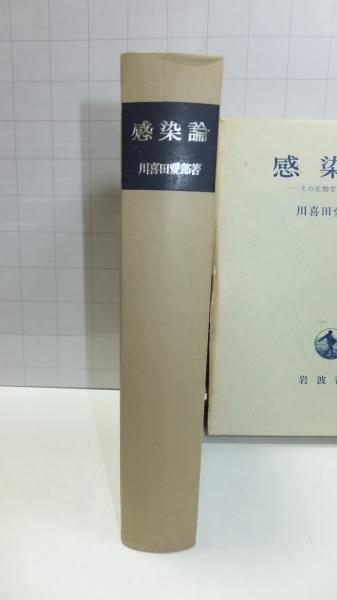 感染論
川喜田愛郎著
感染
──その生物学
川喜田愛
岩波